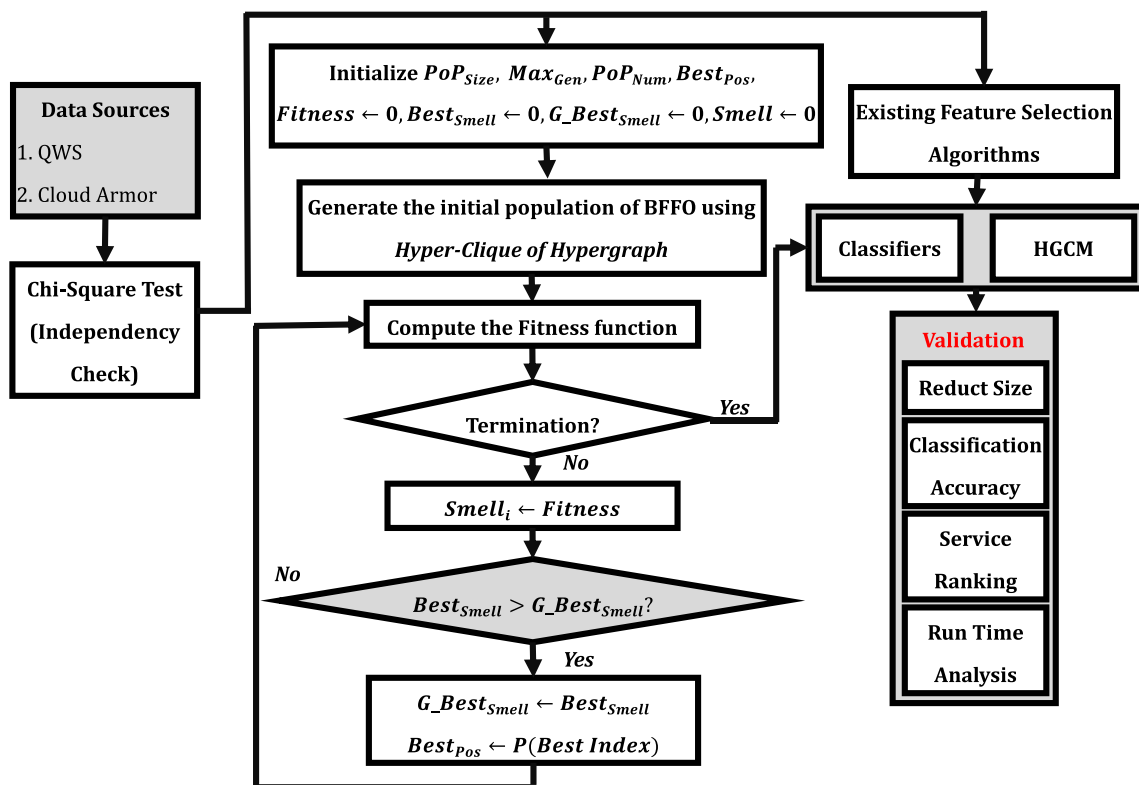 Data Sources
1. QWS
2. Cloud Armor
Chi-Square Test
(Independency
Check)
Initialize PoP_Size, Max_Gen, PoP_Num, Best_Pos,
Fitness ← 0, Best_Smell ← 0, G_Best_Smell ← 0, Smell ← 0
Generate the initial population of BFFO using
Hyper-Clique of Hypergraph
Compute the Fitness function
Termination?
Yes
No
Smell_i ← Fitness
No
Best_Smell > G_Best_Smell?
Yes
G_Best_Smell ← Best_Smell
Best_Pos ← P(Best Index)
Existing Feature Selection
Algorithms
Classifiers
HGCM
Validation
Reduct Size
Classification
Accuracy
Service
Ranking
Run Time
Analysis